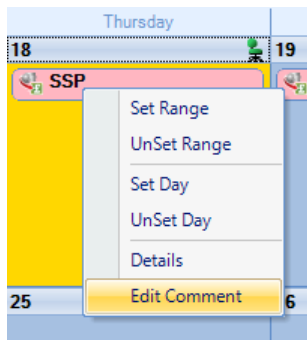 Thursday
18 19
SSP
Set Range
UnSet Range
Set Day
UnSet Day
Details
Edit Comment
25 6